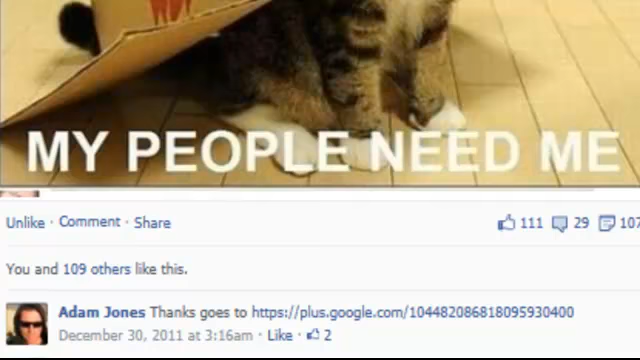 MY PEOPLE NEED ME
Unlike · Comment · Share 111 29 107
You and 109 others like this.
Adam Jones Thanks goes to https://plus.google.com/104482086818095930400
December 30, 2011 at 3:16am · Like · 2